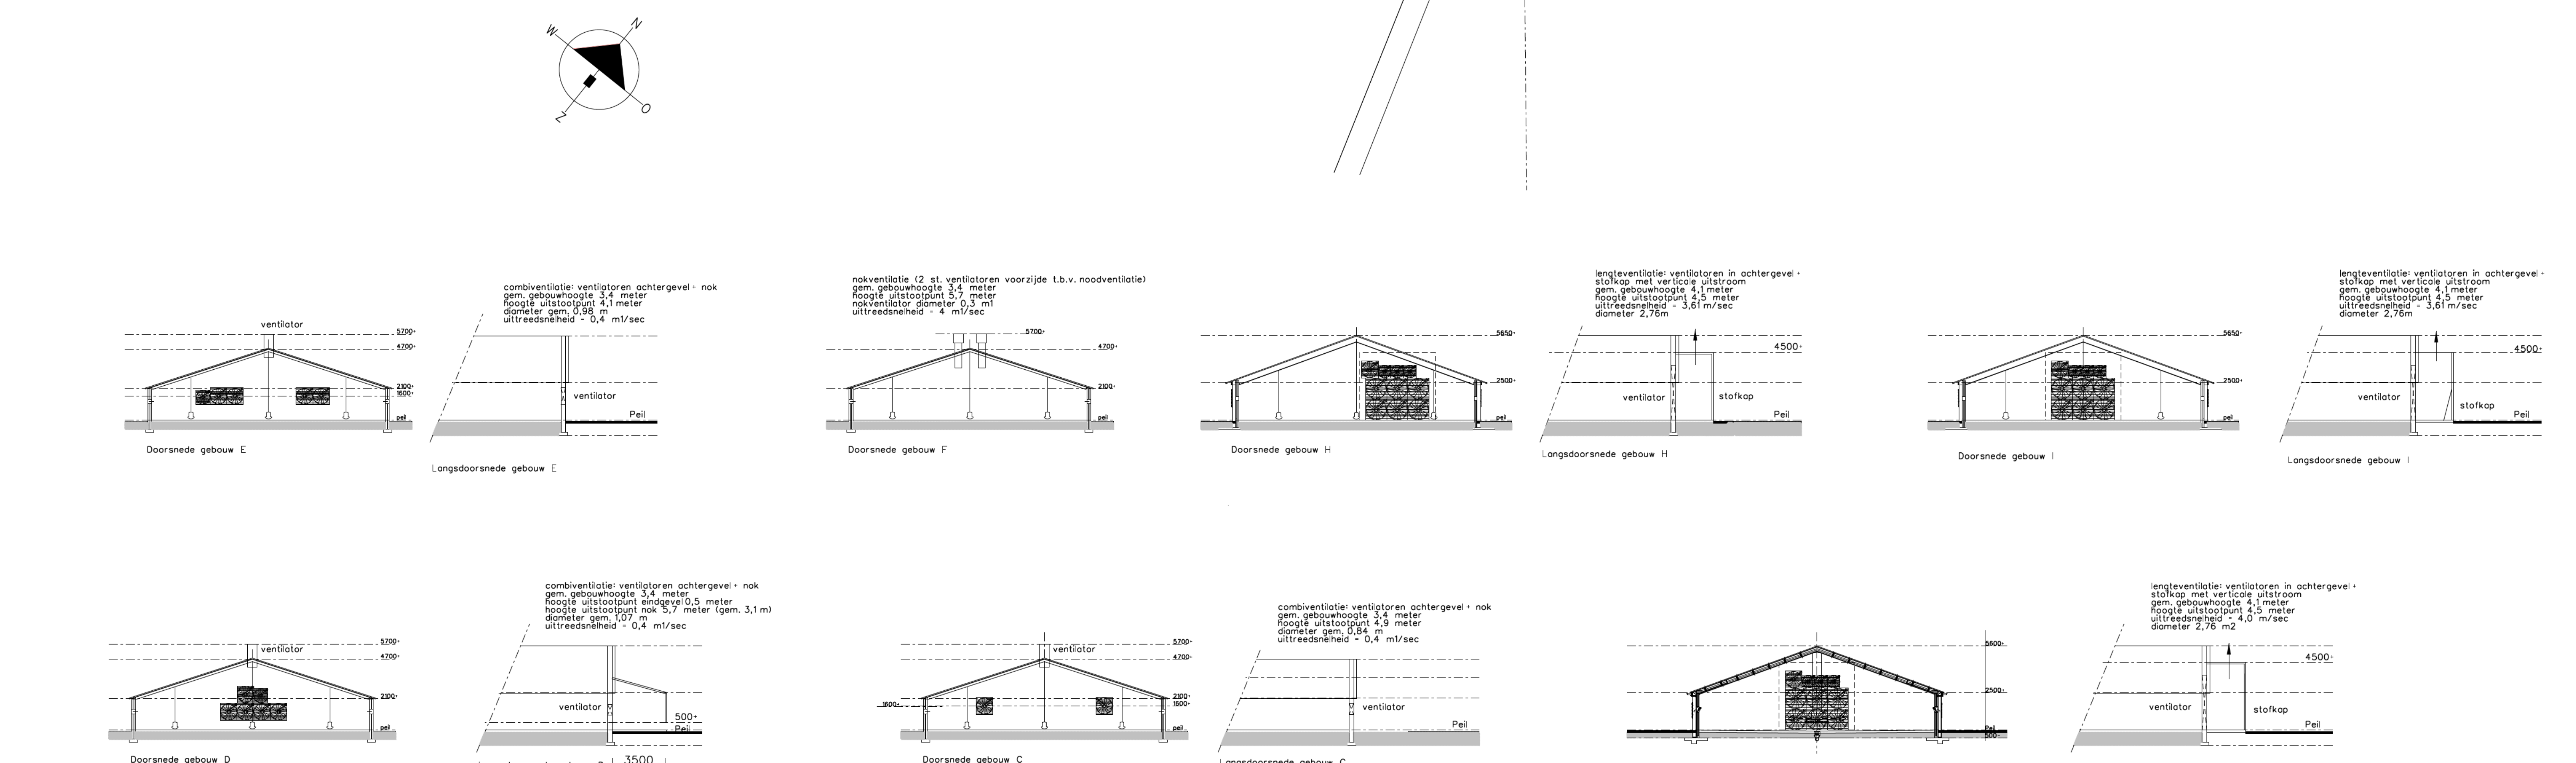 W
N
Z
O
combiventilatie: ventilatoren achtergevel + nok
gem. gebouwhoogte 3,4 meter
hoogte uitstootpunt 4,1 meter
diameter gem. 0,98 m
uittreedsnelheid = 0,4 m1/sec
ventilator
5700+
4700+
2100+
1600+
peil
Doorsnede gebouw E
ventilator
Peil
Langsdoorsnede gebouw E
nokventilatie (2 st. ventilatoren voorzijde t.b.v. noodventilatie)
gem. gebouwhoogte 3,4 meter
hoogte uitstootpunt 5,7 meter
nokventilator diameter 0,3 m1
uittreedsnelheid = 4 m1/sec
5700+
4700+
2100+
peil
Doorsnede gebouw F
5650+
2500+
peil
Doorsnede gebouw H
lengteventilatie: ventilatoren in achtergevel +
stofkap met verticale uitstroom
gem. gebouwhoogte 4,1 meter
hoogte uitstootpunt 4,5 meter
uittreedsnelheid = 3,61 m/sec
diameter 2,76m
4500+
ventilator
stofkap
Peil
Langsdoorsnede gebouw H
5650+
2500+
peil
Doorsnede gebouw I
lengteventilatie: ventilatoren in achtergevel +
stofkap met verticale uitstroom
gem. gebouwhoogte 4,1 meter
hoogte uitstootpunt 4,5 meter
uittreedsnelheid = 3,61 m/sec
diameter 2,76m
4500+
ventilator
stofkap
Peil
Langsdoorsnede gebouw I
ventilator
5700+
4700+
2100+
peil
Doorsnede gebouw D
combiventilatie: ventilatoren achtergevel + nok
gem. gebouwhoogte 3,4 meter
hoogte uitstootpunt eindgevel 0,5 meter
hoogte uitstootpunt nok 5,7 meter (gem. 3,1 m)
diameter gem. 1,07 m
uittreedsnelheid = 0,4 m1/sec
ventilator
500+
Peil
3500
ventilator
5700+
4700+
2100+
1600+
1600+
peil
Doorsnede gebouw C
combiventilatie: ventilatoren achtergevel + nok
gem. gebouwhoogte 3,4 meter
hoogte uitstootpunt 4,9 meter
diameter gem. 0,84 m
uittreedsnelheid = 0,4 m1/sec
ventilator
Peil
Langsdoorsnede gebouw C
5600+
2500+
Peil
lengteventilatie: ventilatoren in achtergevel +
stofkap met verticale uitstroom
gem. gebouwhoogte 4,1 meter
hoogte uitstootpunt 4,5 meter
uittreedsnelheid = 4,0 m/sec
diameter 2,76 m2
4500+
ventilator
stofkap
Peil